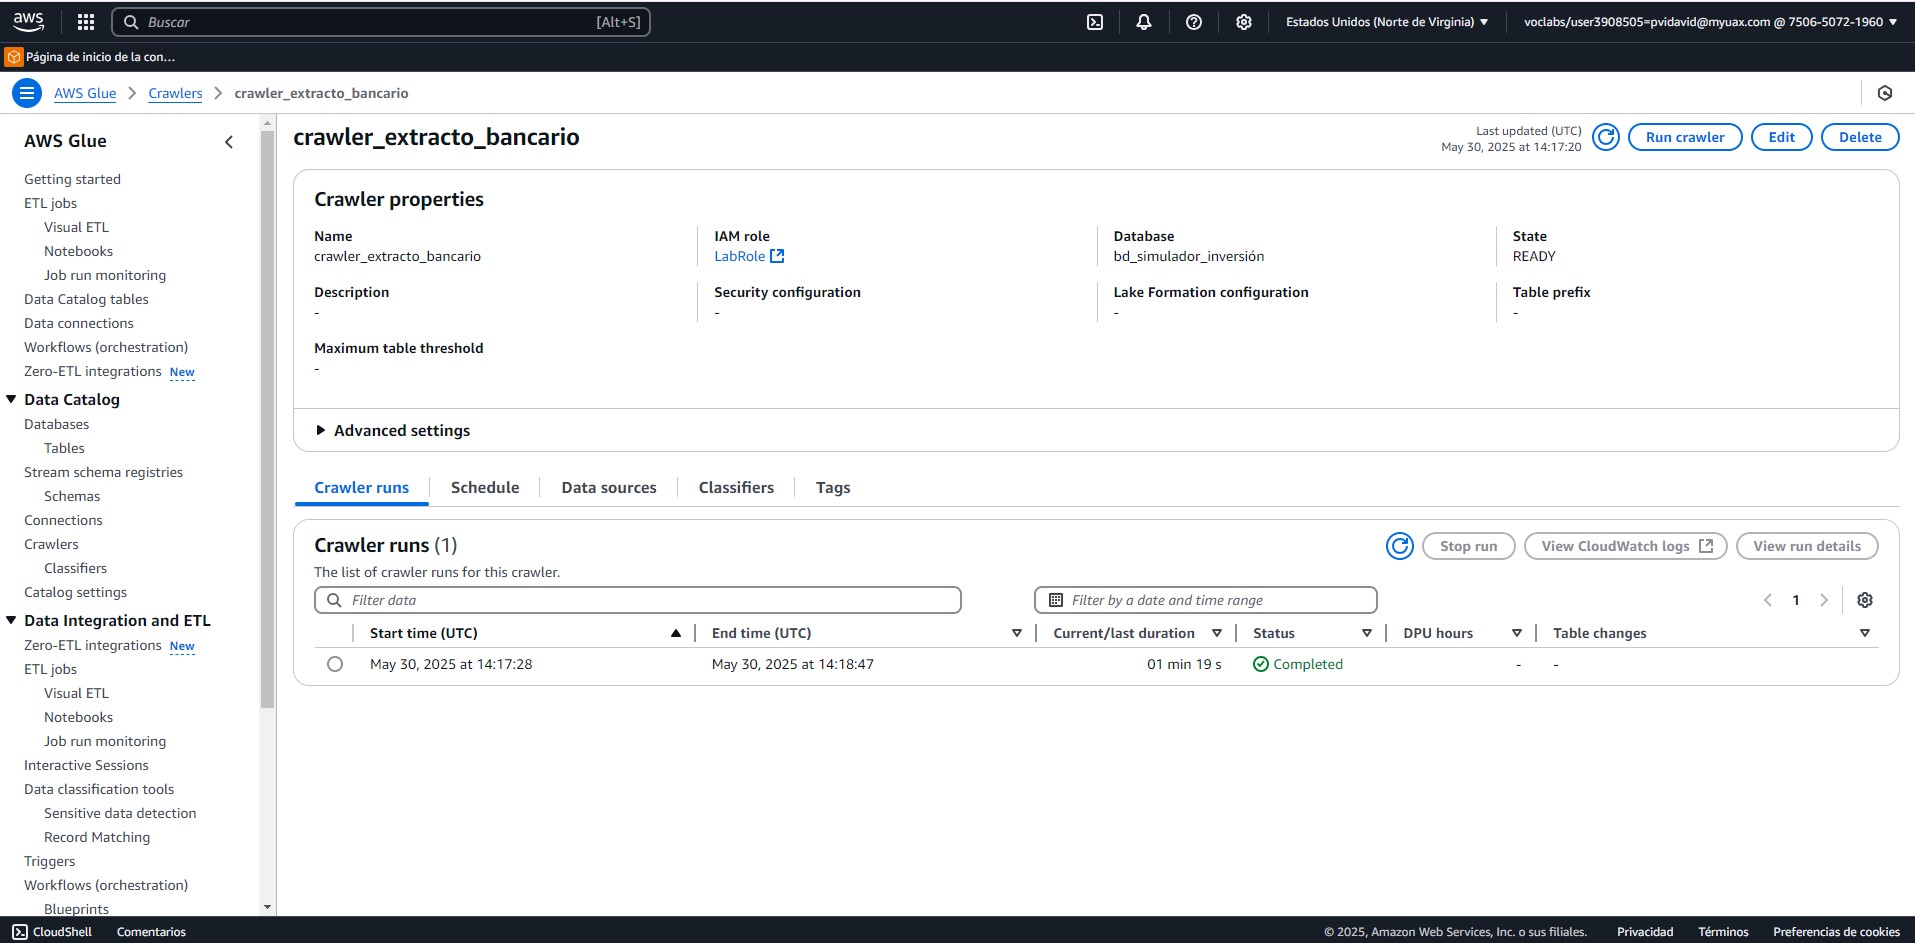 aws
Buscar [Alt+S]
Estados Unidos (Norte de Virginia)
voclabs/user3908505=pvidavid@myuax.com @ 7506-5072-1960
Página de inicio de la con...
AWS Glue > Crawlers > crawler_extracto_bancario
AWS Glue
Getting started
ETL jobs
Visual ETL
Notebooks
Job run monitoring
Data Catalog tables
Data connections
Workflows (orchestration)
Zero-ETL integrations New
Data Catalog
Databases
Tables
Stream schema registries
Schemas
Connections
Crawlers
Classifiers
Catalog settings
Data Integration and ETL
Zero-ETL integrations New
ETL jobs
Visual ETL
Notebooks
Job run monitoring
Interactive Sessions
Data classification tools
Sensitive data detection
Record Matching
Triggers
Workflows (orchestration)
Blueprints
crawler_extracto_bancario
Last updated (UTC)
May 30, 2025 at 14:17:20
Run crawler
Edit
Delete
Crawler properties
Name
crawler_extracto_bancario
IAM role
LabRole
Database
bd_simulador_inversión
State
READY
Description
-
Security configuration
-
Lake Formation configuration
-
Table prefix
-
Maximum table threshold
-
Advanced settings
Crawler runs
Schedule
Data sources
Classifiers
Tags
Crawler runs (1)
The list of crawler runs for this crawler.
Stop run
View CloudWatch logs
View run details
Filter data
Filter by a date and time range
1
Start time (UTC) End time (UTC) Current/last duration Status DPU hours Table changes
May 30, 2025 at 14:17:28 May 30, 2025 at 14:18:47 01 min 19 s Completed - -
CloudShell Comentarios
© 2025, Amazon Web Services, Inc. o sus filiales. Privacidad Términos Preferencias de cookies